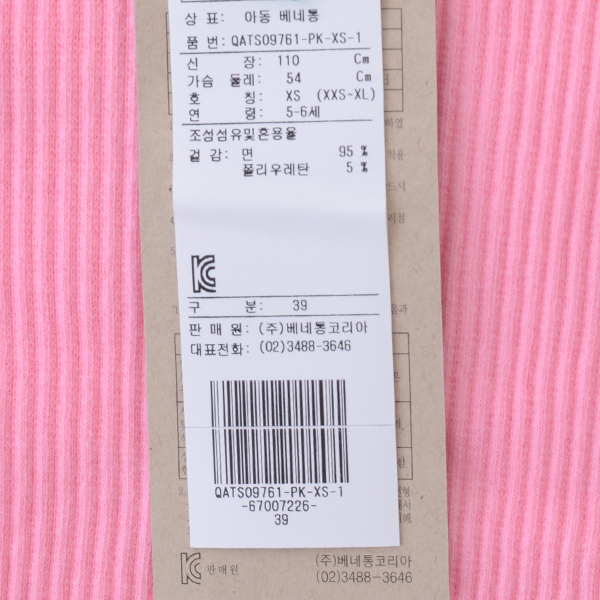 상 표: 아동 베네통
품 번: QATS09761-PK-XS-1
신 장: 110 Cm
가슴 둘레: 54 Cm
호 칭: XS (XXS~XL)
연 령: 5-6세
조성섬유및혼용율
겉 감: 면 95 %
폴리우레탄 5 %
구 분: 39
판 매 원: (주)베네통코리아
대표전화: (02)3488-3646
QATS09761-PK-XS-1
-67007226-
39
판매원 (주)베네통코리아
(02)3488-3646